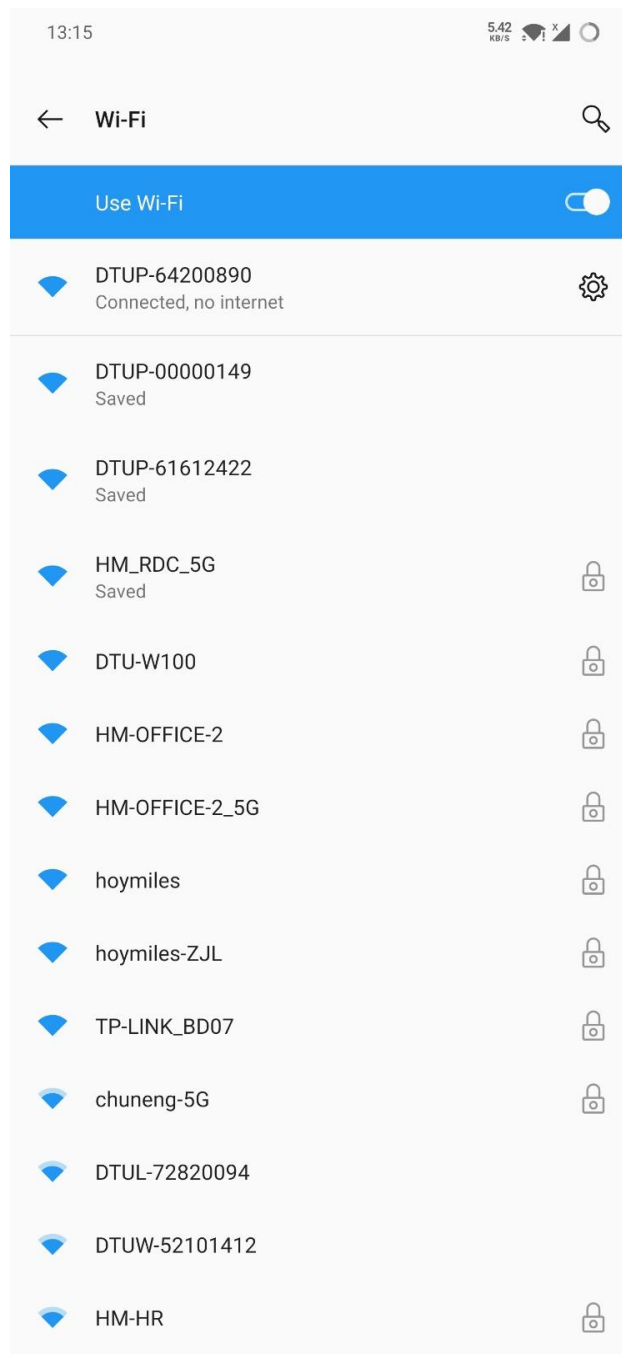 13:15
5.42
KB/S
x
Wi-Fi
Use Wi-Fi
DTUP-64200890
Connected, no internet
DTUP-00000149
Saved
DTUP-61612422
Saved
HM_RDC_5G
Saved
DTU-W100
HM-OFFICE-2
HM-OFFICE-2_5G
hoymiles
hoymiles-ZJL
TP-LINK_BD07
chuneng-5G
DTUL-72820094
DTUW-52101412
HM-HR